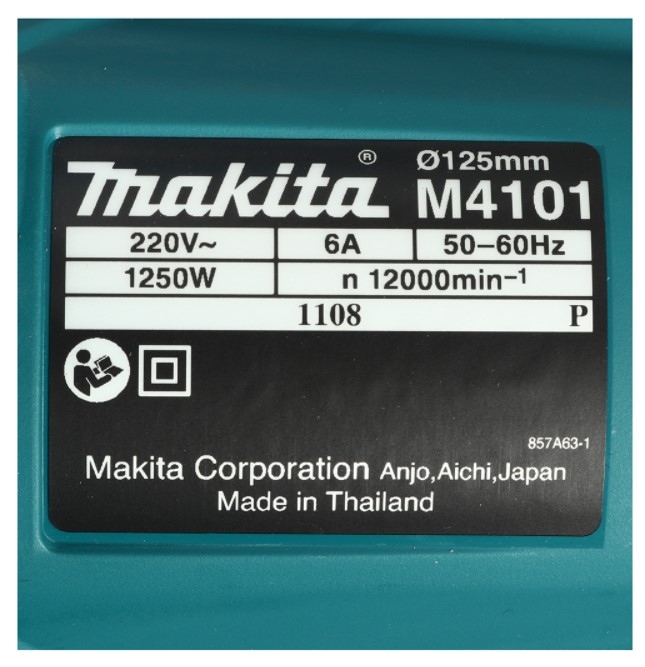 makita® Ø125mm
M4101
220V~ 6A 50–60Hz
1250W n 12000min⁻¹
1108 P
857A63-1
Makita Corporation Anjo,Aichi,Japan
Made in Thailand